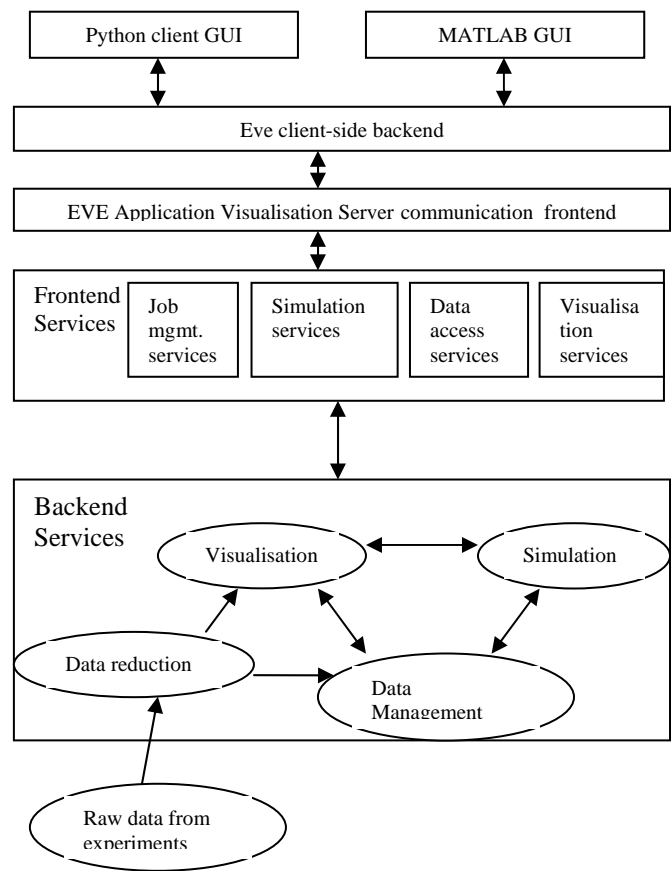 Python client GUI
MATLAB GUI
Eve client-side backend
EVE Application Visualisation Server communication frontend
Frontend
Services
Job
mgmt.
services
Simulation
services
Data
access
services
Visualisa
tion
services
Backend
Services
Visualisation
Simulation
Data reduction
Data
Management
Raw data from
experiments